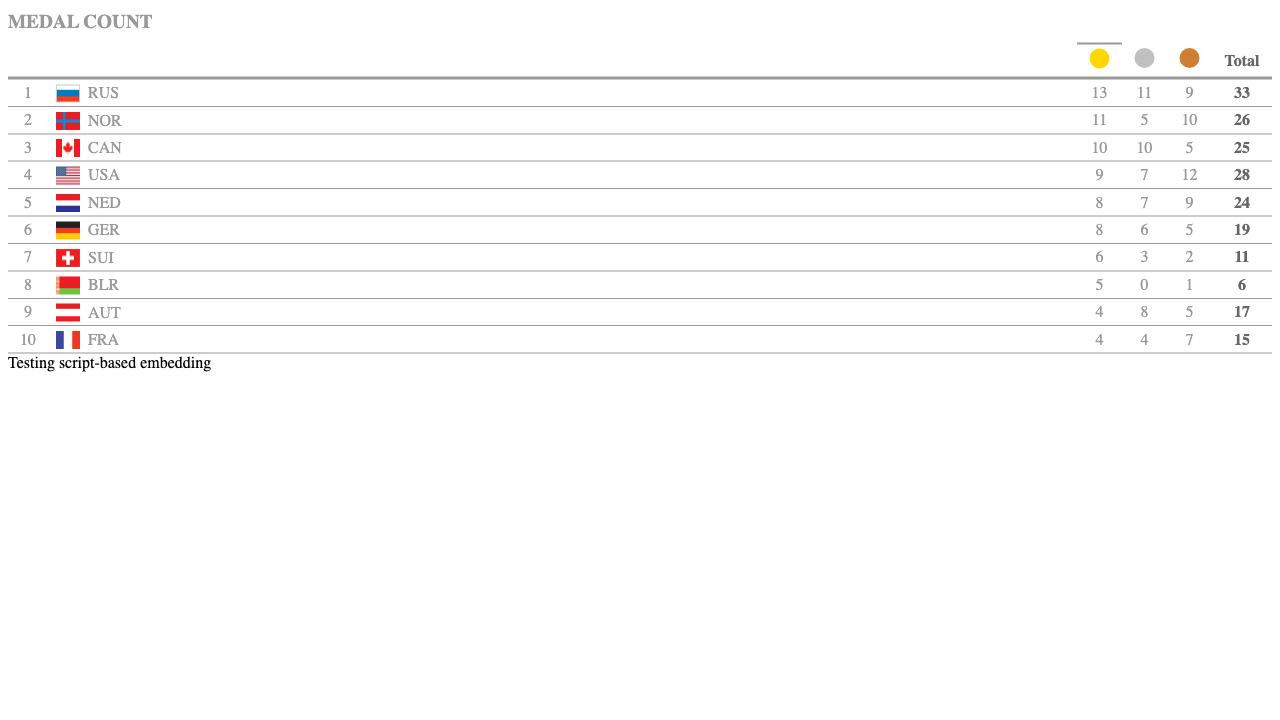 MEDAL COUNT
Total
1 RUS 13 11 9 33
2 NOR 11 5 10 26
3 CAN 10 10 5 25
4 USA 9 7 12 28
5 NED 8 7 9 24
6 GER 8 6 5 19
7 SUI 6 3 2 11
8 BLR 5 0 1 6
9 AUT 4 8 5 17
10 FRA 4 4 7 15
Testing script-based embedding